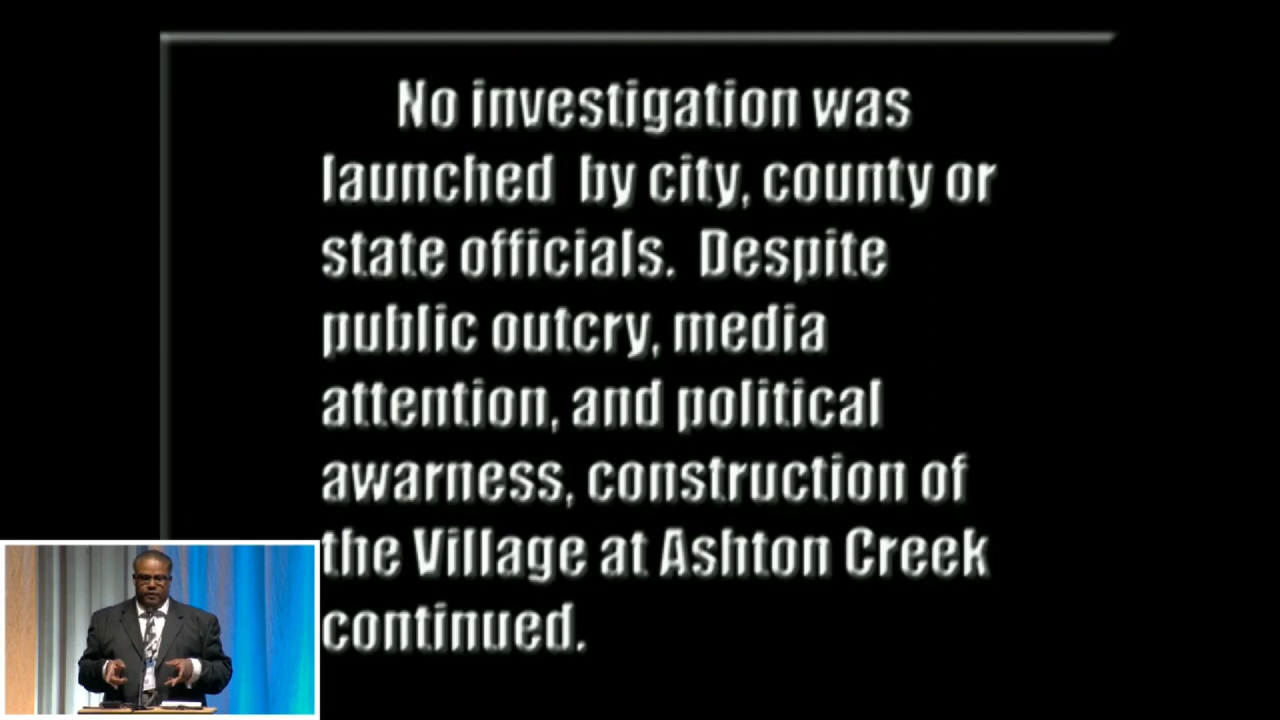 No investigation was
launched by city, county or
state officials. Despite
public outcry, media
attention, and political
awarness, construction of
the Village at Ashton Creek
continued.